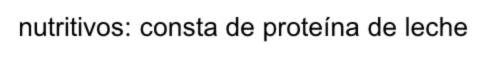 nutritivos: consta de proteína de leche